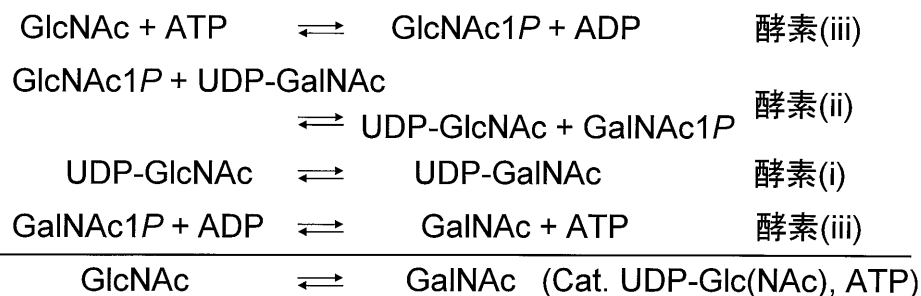 GlcNAc + ATP ⇌ GlcNAc1P + ADP 酵素(iii)
GlcNAc1P + UDP-GalNAc
⇌ UDP-GlcNAc + GalNAc1P 酵素(ii)
UDP-GlcNAc ⇌ UDP-GalNAc 酵素(i)
GalNAc1P + ADP ⇌ GalNAc + ATP 酵素(iii)
GlcNAc ⇌ GalNAc (Cat. UDP-Glc(NAc), ATP)